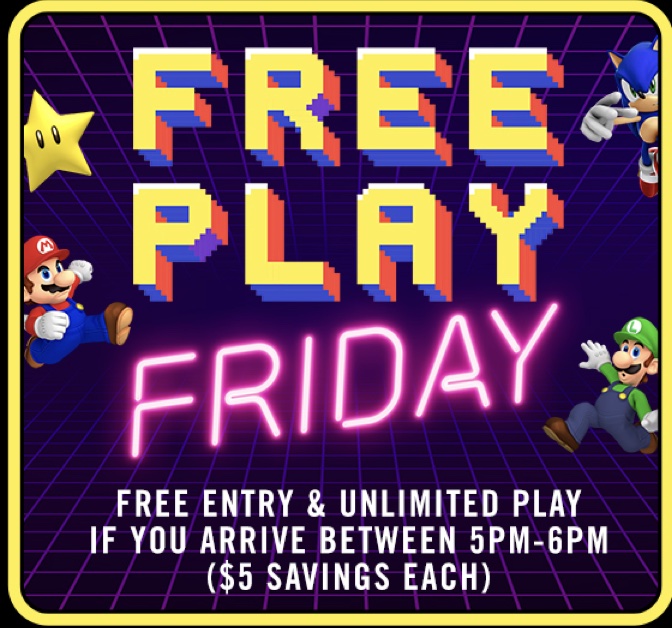 FREE
PLAY
FRIDAY
FREE ENTRY & UNLIMITED PLAY
IF YOU ARRIVE BETWEEN 5PM-6PM
($5 SAVINGS EACH)